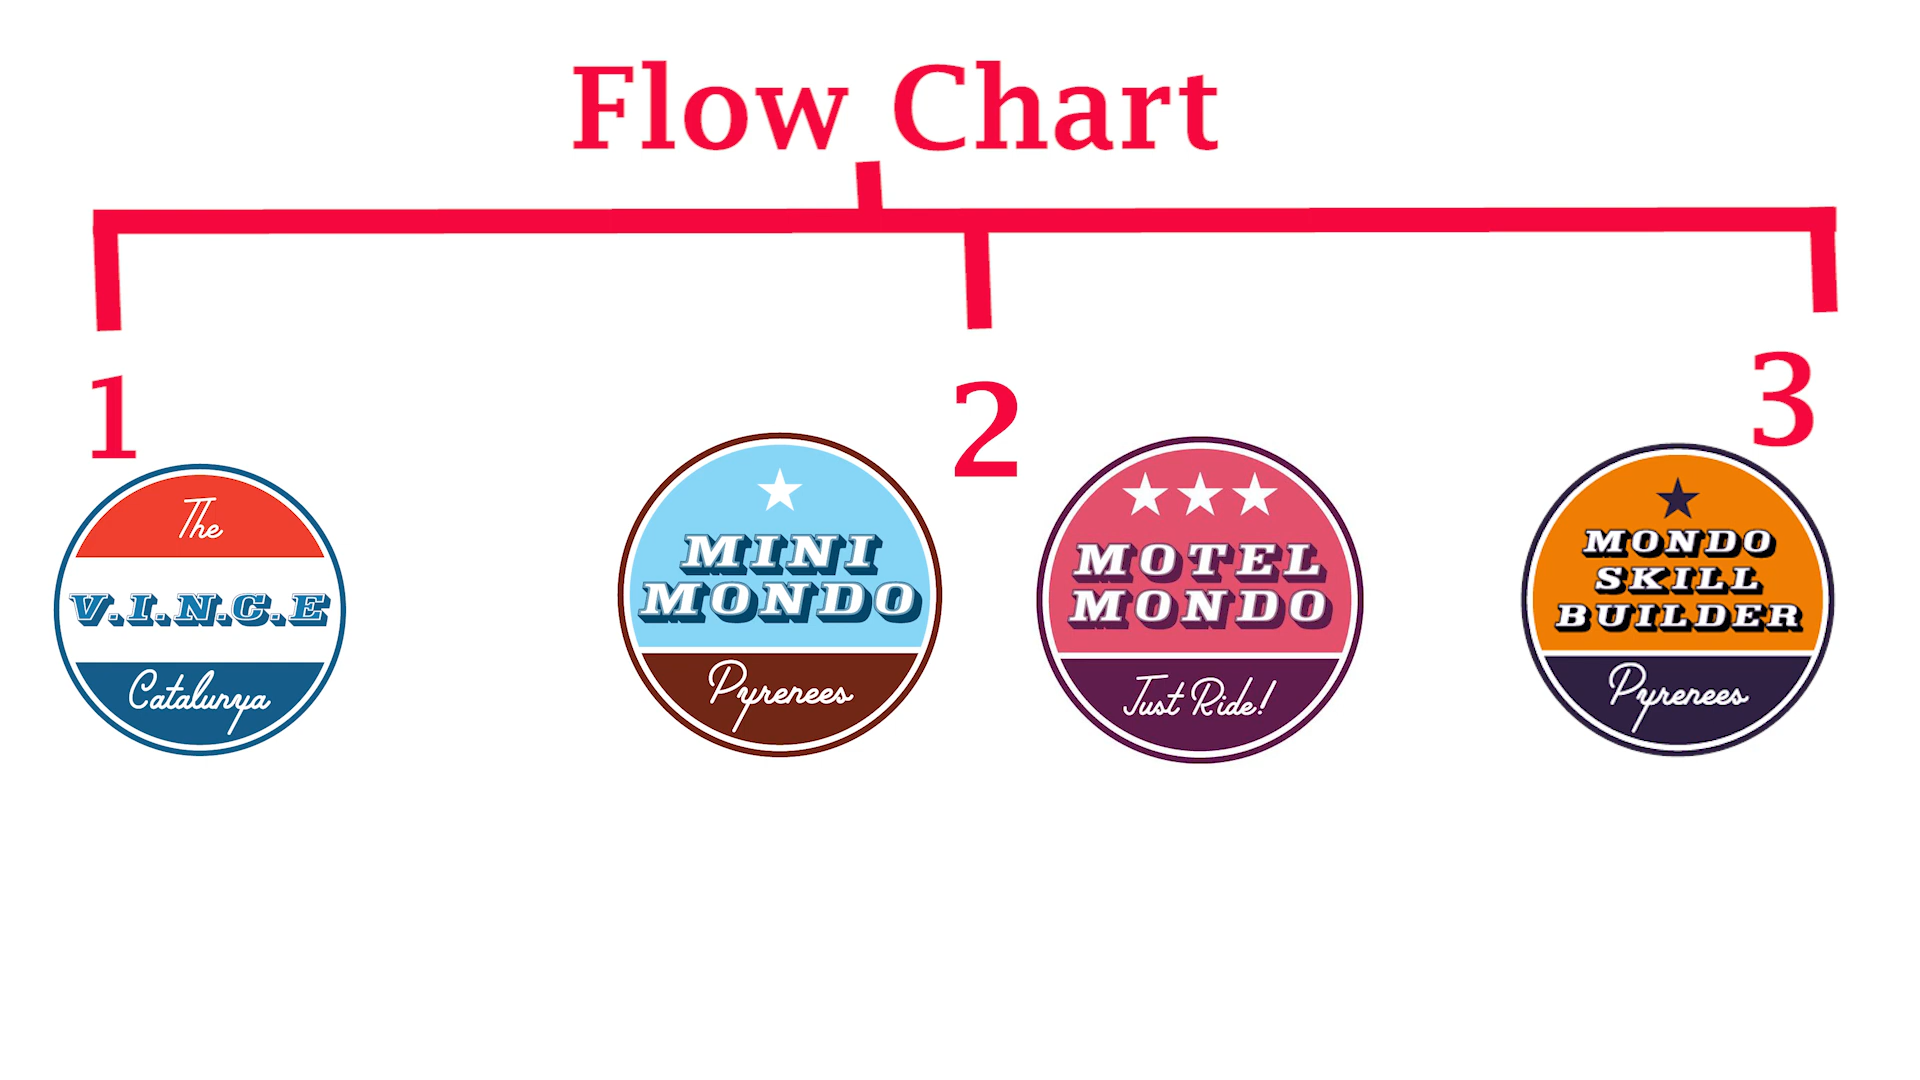 Flow Chart
1
2
3
The
V.I.N.C.E
Catalunya
MINI
MONDO
Pyrenees
MOTEL
MONDO
Just Ride!
MONDO
SKILL
BUILDER
Pyrenees